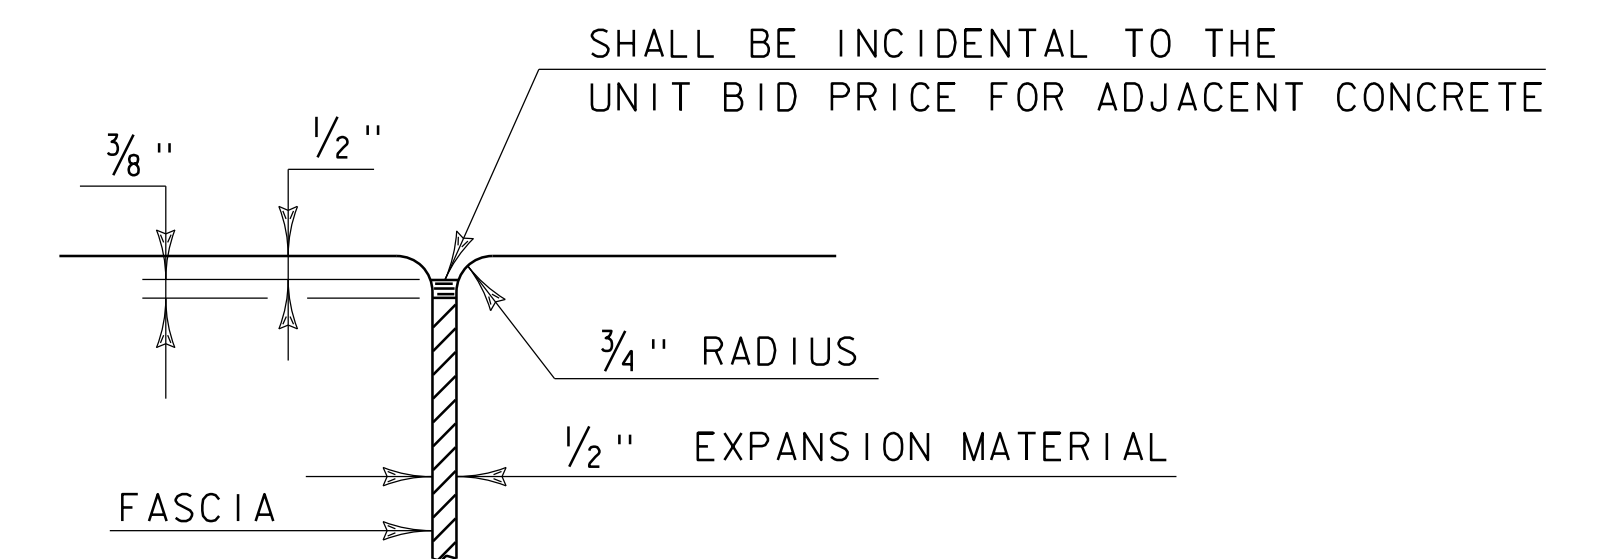 SHALL BE INCIDENTAL TO THE
UNIT BID PRICE FOR ADJACENT CONCRETE
1/2"
3/8"
3/4" RADIUS
1/2" EXPANSION MATERIAL
FASCIA